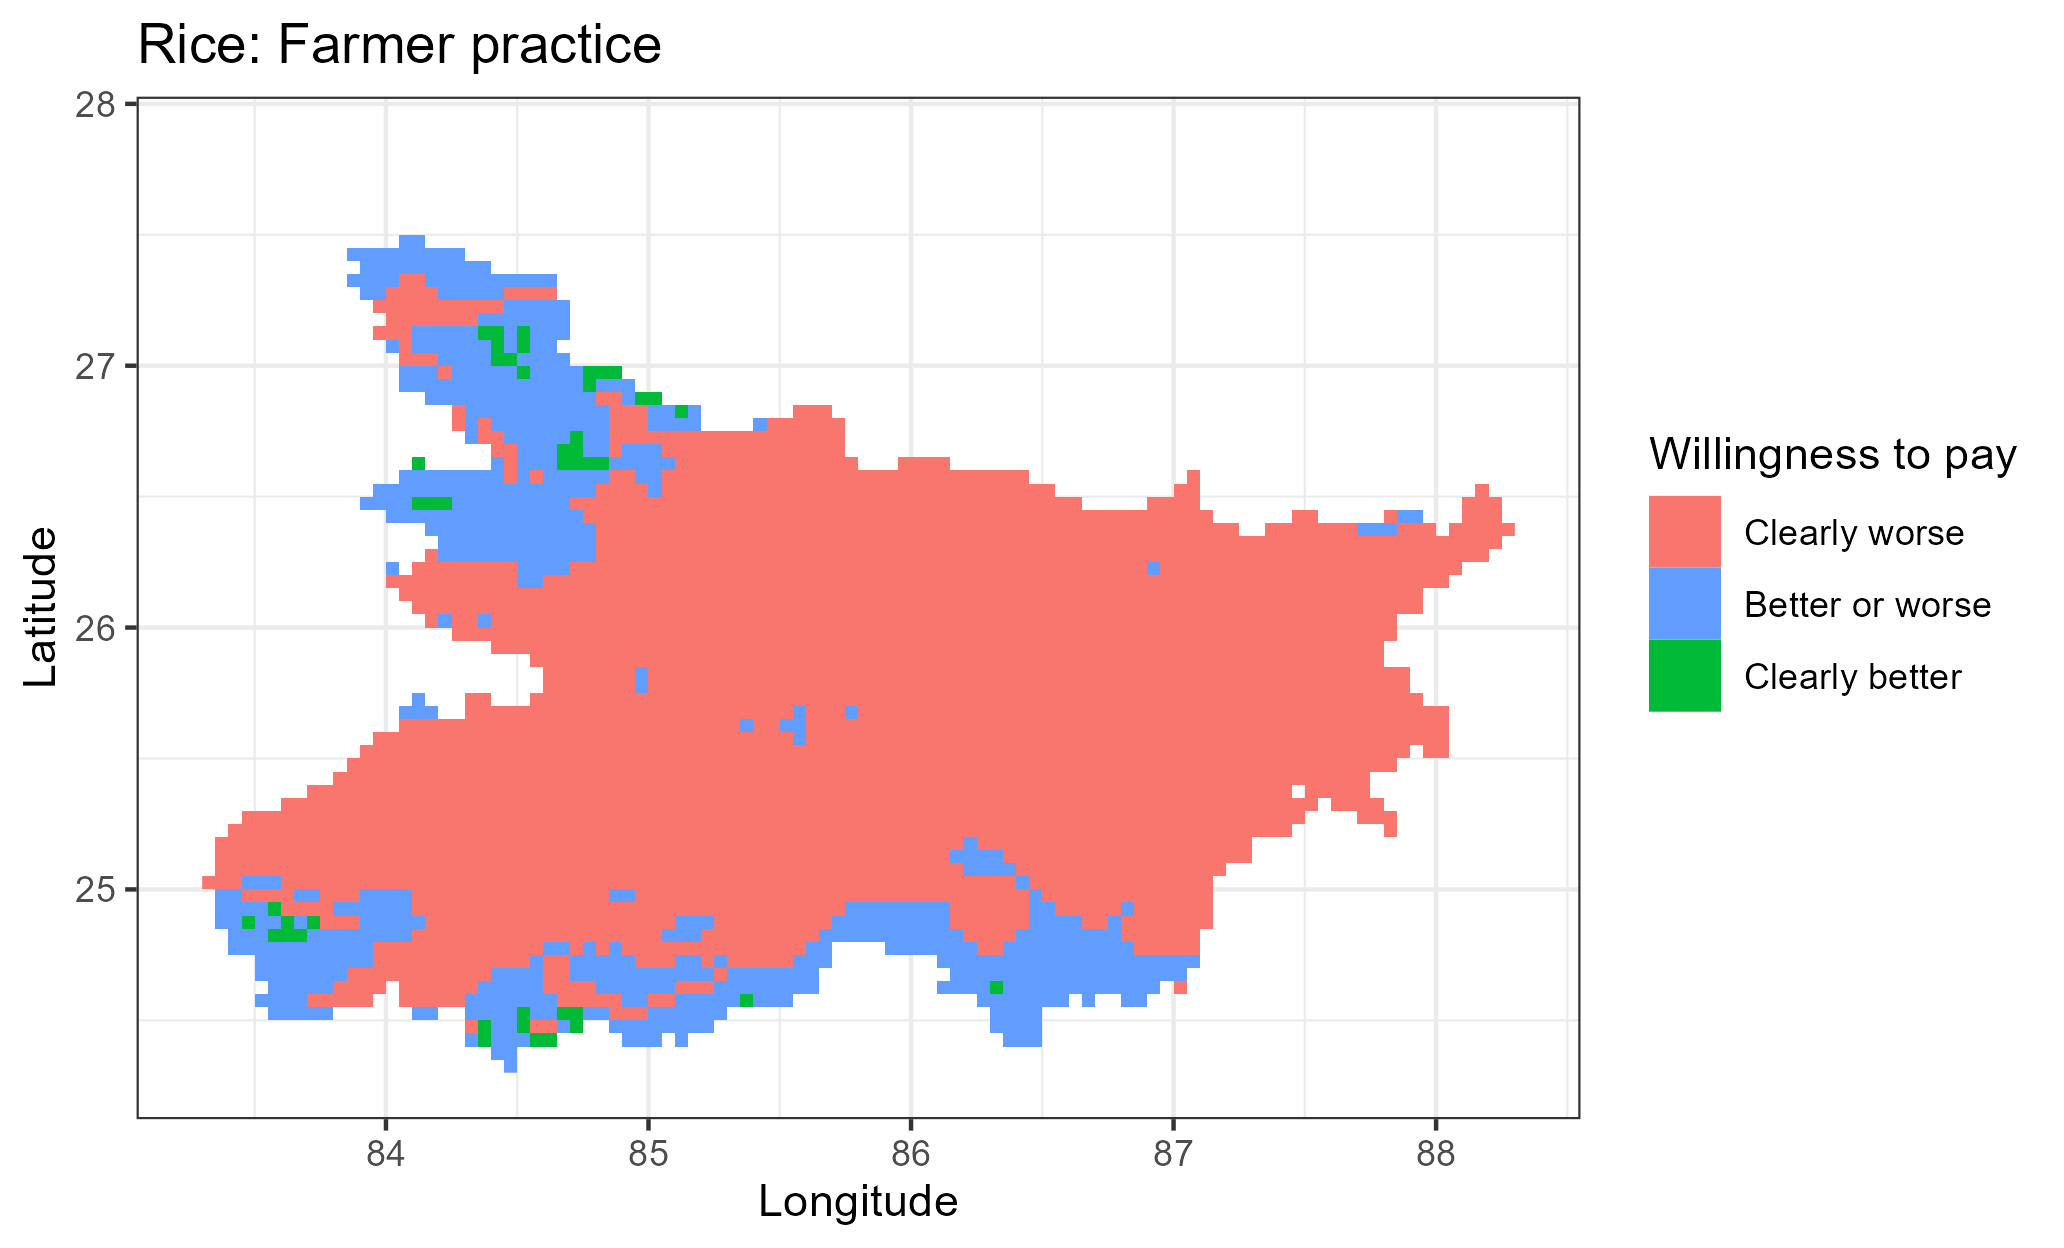 Rice: Farmer practice
28
27
26
25
Latitude
84 85 86 87 88
Longitude
Willingness to pay
Clearly worse
Better or worse
Clearly better